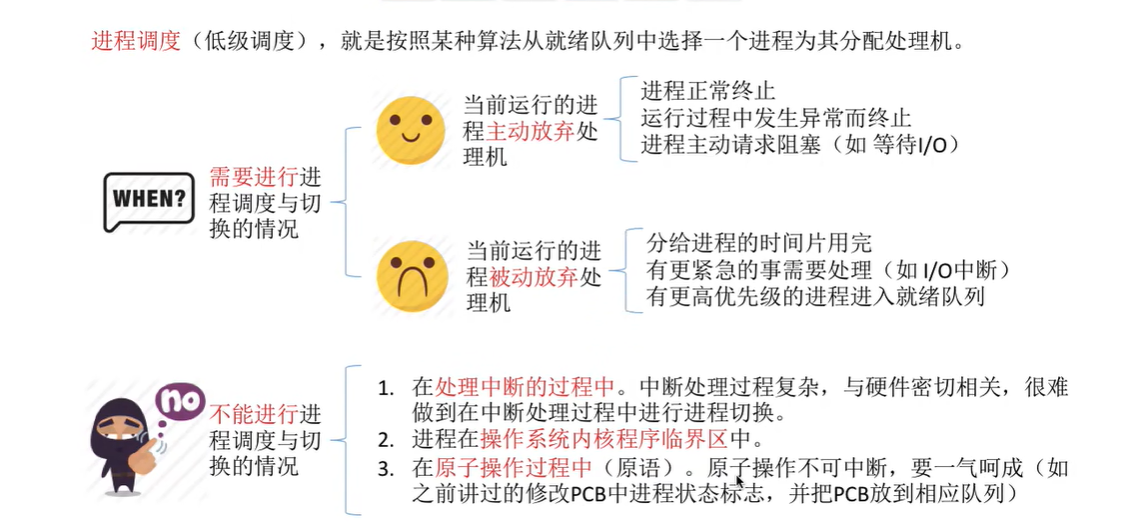 进程调度（低级调度），就是按照某种算法从就绪队列中选择一个进程为其分配处理机。
WHEN?
需要进行进
程调度与切
换的情况
当前运行的进
程主动放弃处
理机
进程正常终止
运行过程中发生异常而终止
进程主动请求阻塞（如 等待I/O）
当前运行的进
程被动放弃处
理机
分给进程的时间片用完
有更紧急的事需要处理（如 I/O中断）
有更高优先级的进程进入就绪队列
no
不能进行进
程调度与切
换的情况
1. 在处理中断的过程中。中断处理过程复杂，与硬件密切相关，很难
做到在中断处理过程中进行进程切换。
2. 进程在操作系统内核程序临界区中。
3. 在原子操作过程中（原语）。原子操作不可中断，要一气呵成（如
之前讲过的修改PCB中进程状态标志，并把PCB放到相应队列）